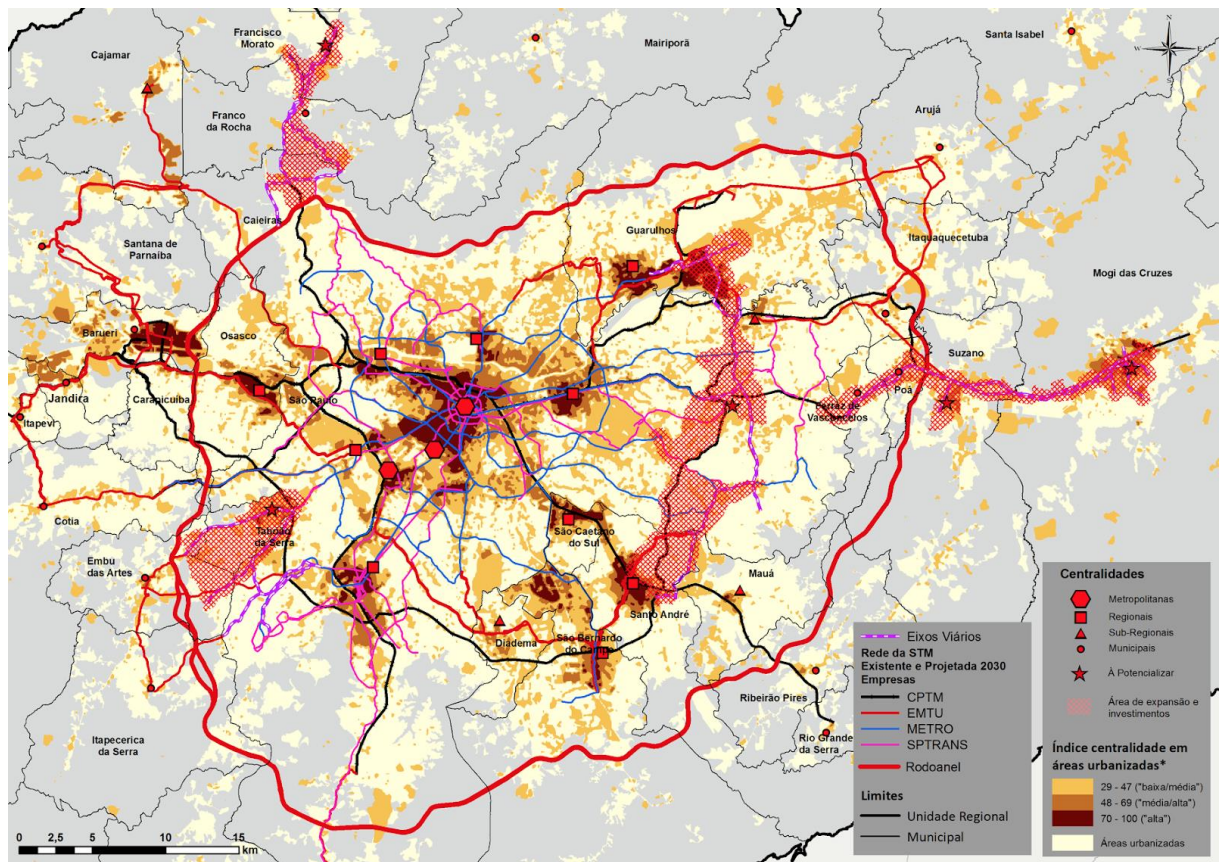 Francisco
Morato
Cajamar
Mairiporã
Santa Isabel
N
W
E
S
Franco
da Rocha
Arujá
Caieiras
Guarulhos
Itaquaquecetuba
Santana de
Parnaíba
Mogi das Cruzes
Barueri
Osasco
Suzano
Jandira
Carapicuíba
São Paulo
Poá
Ferraz de
Vasconcelos
Itapevi
Cotia
Taboão
da Serra
São Caetano
do Sul
Embu
das Artes
Mauá
Santo André
Diadema
São Bernardo
do Campo
Ribeirão Pires
Rio Grande
da Serra
Itapecerica
da Serra
Eixos Viários
Rede da STM
Existente e Projetada 2030
Empresas
CPTM
EMTU
METRO
SPTRANS
Rodoanel
Limites
Unidade Regional
Municipal
Centralidades
Metropolitanas
Regionais
Sub-Regionais
Municipais
À Potencializar
Área de expansão e
investimentos
Índice centralidade em
áreas urbanizadas*
29 - 47 ("baixa/média")
48 - 69 ("média/alta")
70 - 100 ("alta")
Áreas urbanizadas
0 2,5 5 10 15
km